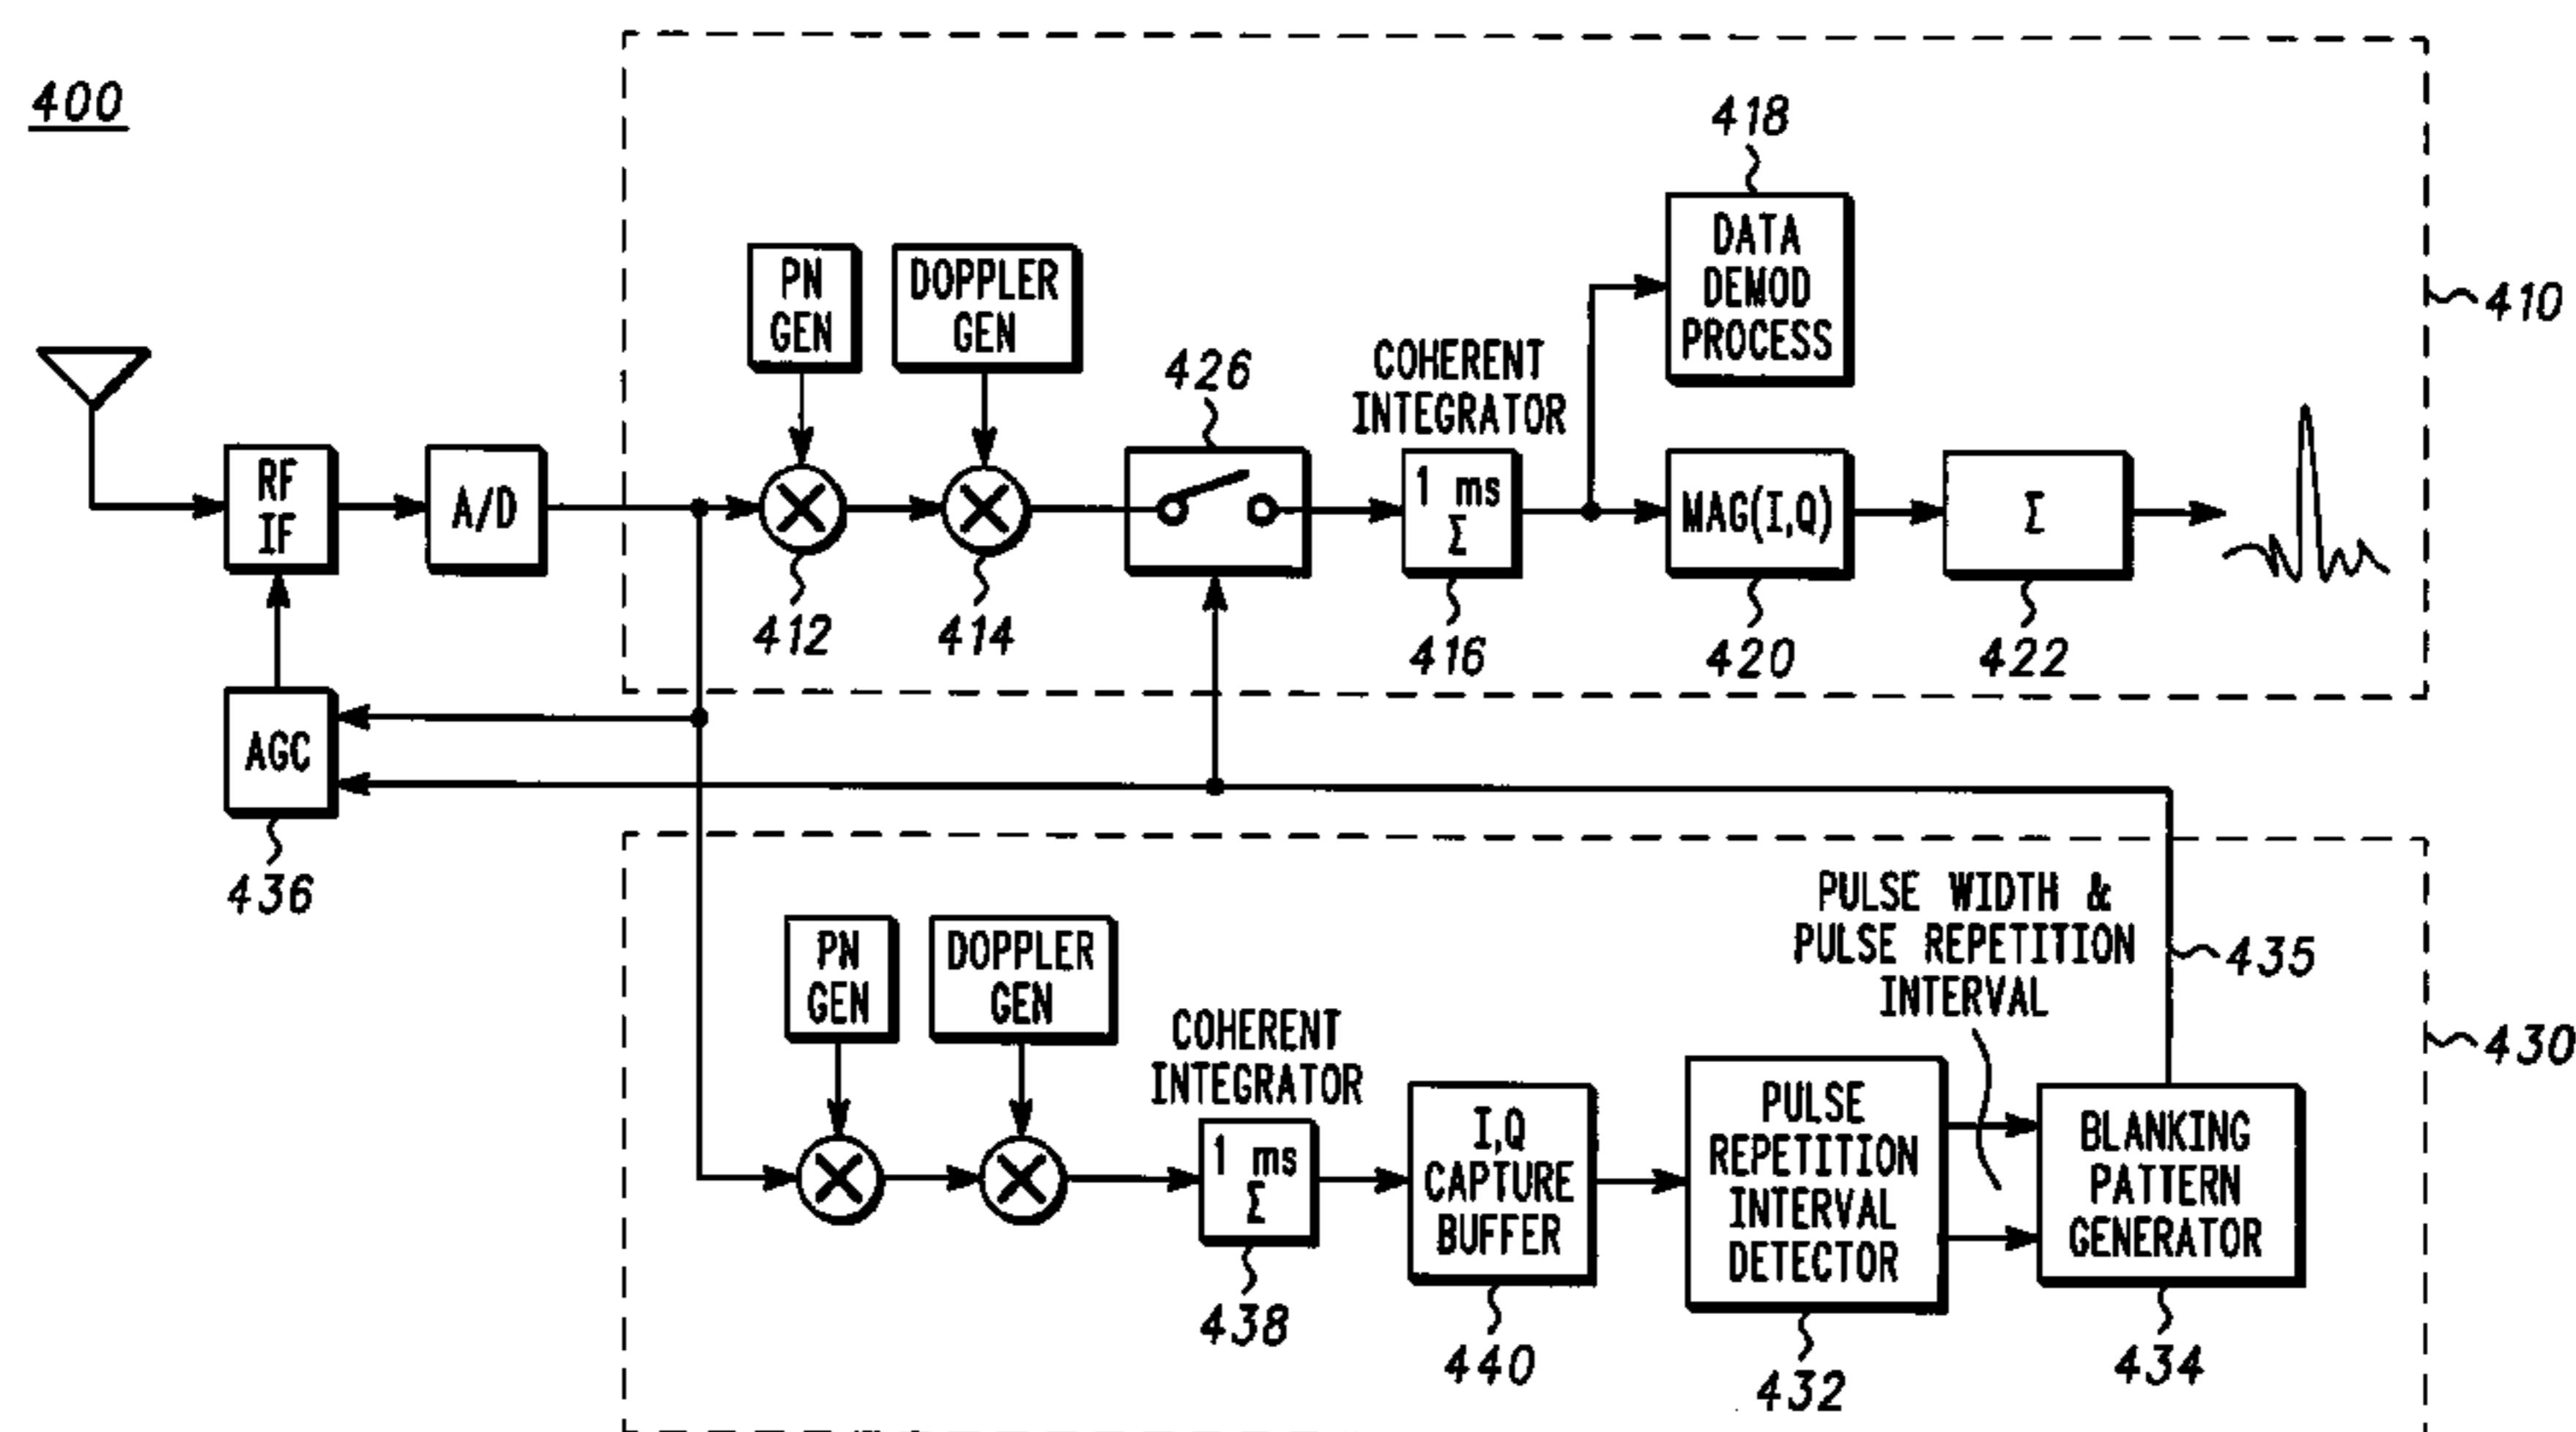 400
418
DATA
DEMOD
PROCESS
PN
GEN
DOPPLER
GEN
410
426
COHERENT
INTEGRATOR
RF
IF
A/D
1 ms
Σ
MAG(I,Q)
Σ
412
414
416
420
422
AGC
436
PULSE WIDTH &
PULSE REPETITION
INTERVAL
435
PN
GEN
DOPPLER
GEN
COHERENT
INTEGRATOR
430
1 ms
Σ
I,Q
CAPTURE
BUFFER
PULSE
REPETITION
INTERVAL
DETECTOR
BLANKING
PATTERN
GENERATOR
438
440
432
434